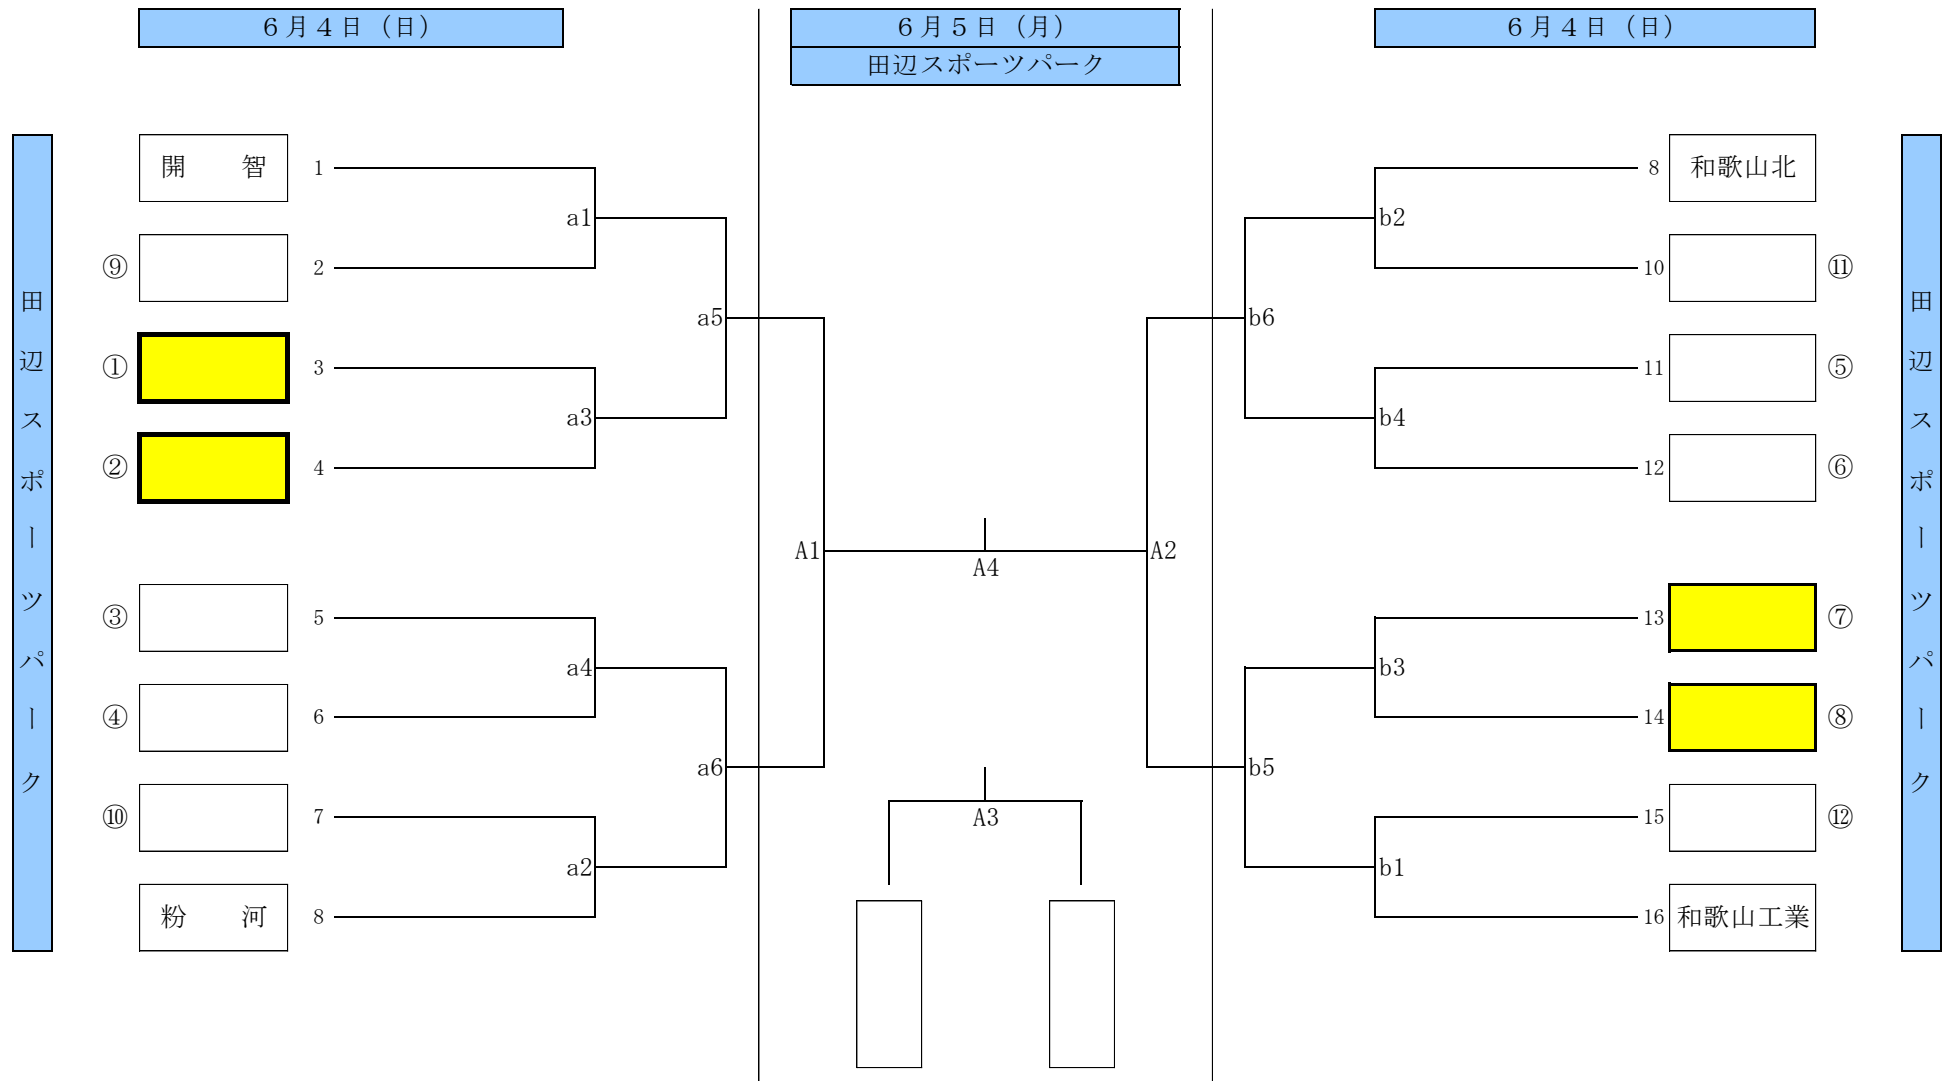 6月4日（日）
6月5日（月）
田辺スポーツパーク
6月4日（日）
田辺スポーツパーク
開 智 1
⑨ 2
① 3
② 4
③ 5
④ 6
⑩ 7
粉 河 8
a1
a5
a3
a4
a6
a2
A1
A4
A2
A3
b2
b6
b4
b3
b5
b1
8 和歌山北
10 ⑪
11 ⑤
12 ⑥
13 ⑦
14 ⑧
15 ⑫
16 和歌山工業
田辺スポーツパーク